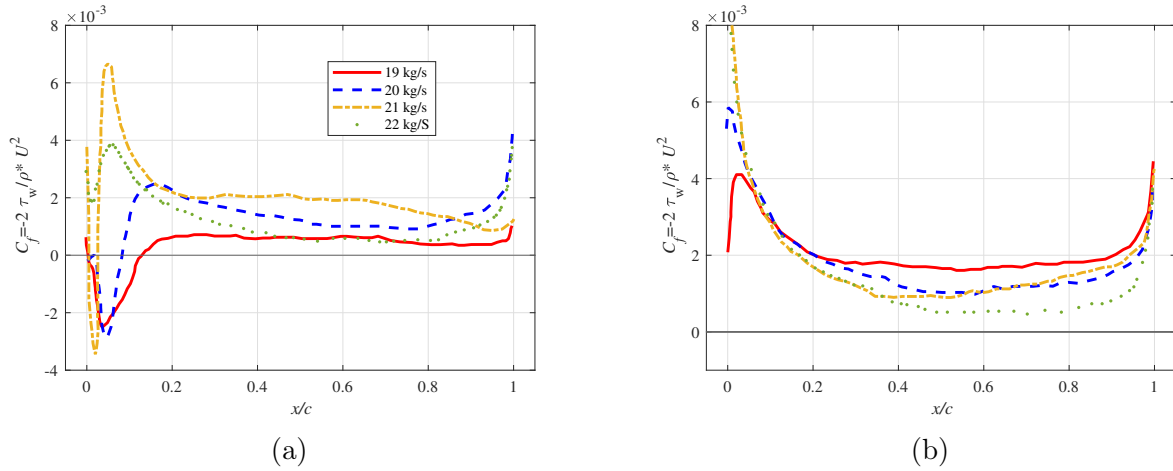 ×10⁻³
8
6
4
2
0
-2
-4
C_f=-2 τ_w/ρ* U²
0 0.2 0.4 0.6 0.8 1
x/c
19 kg/s
20 kg/s
21 kg/s
22 kg/S
(a)
×10⁻³
8
6
4
2
0
C_f=-2 τ_w/ρ* U²
0 0.2 0.4 0.6 0.8 1
x/c
(b)